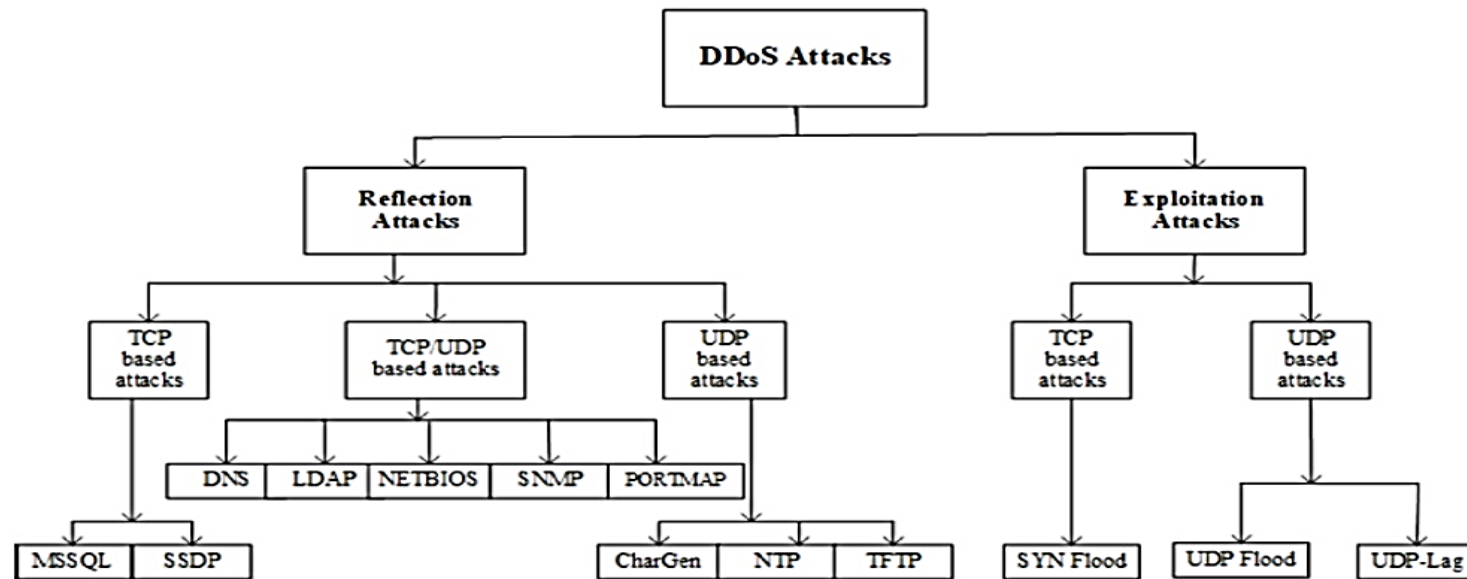 DDoS Attacks
Reflection
Attacks
Exploitation
Attacks
TCP
based
attacks
TCP/UDP
based attacks
UDP
based
attacks
TCP
based
attacks
UDP
based
attacks
DNS
LDAP
NETBIOS
SNMP
PORTMAP
MSSQL
SSDP
CharGen
NTP
TFTP
SYN Flood
UDP Flood
UDP-Lag